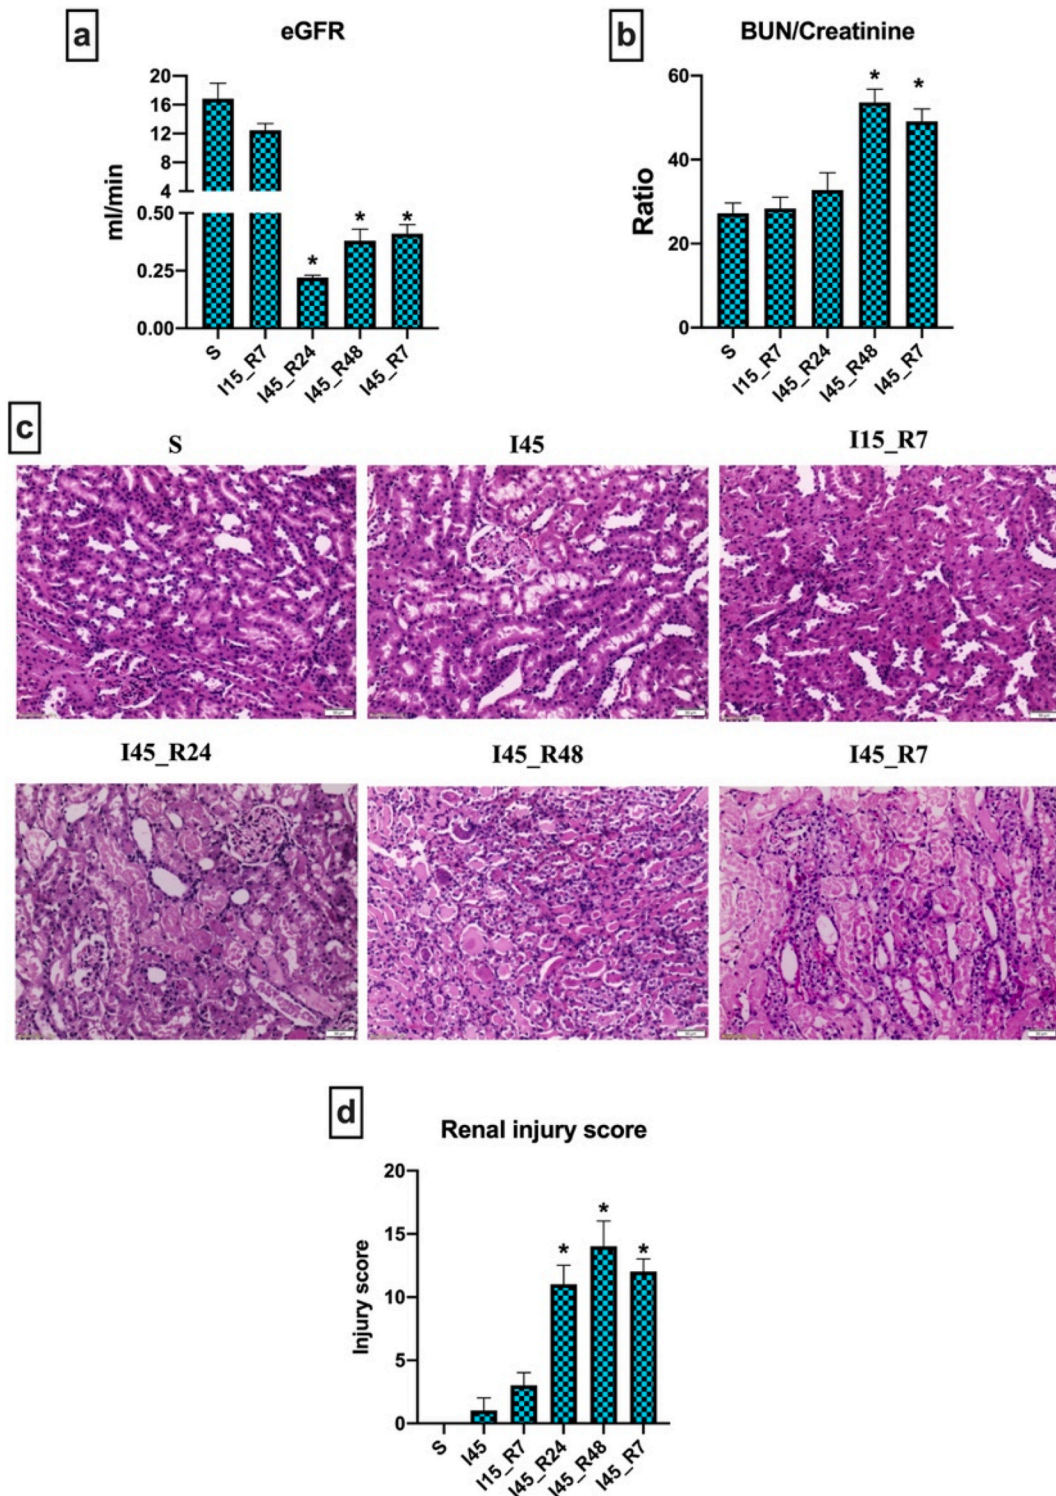 a
eGFR
20
16
12
8
4
0.50
0.25
0.00
ml/min
*
*
*
S
I15_R7
I45_R24
I45_R48
I45_R7
b
BUN/Creatinine
60
40
20
0
Ratio
*
*
S
I15_R7
I45_R24
I45_R48
I45_R7
c
S
I45
I15_R7
I45_R24
I45_R48
I45_R7
d
Renal injury score
20
15
10
5
0
Injury score
*
*
*
S
I45
I15_R7
I45_R24
I45_R48
I45_R7